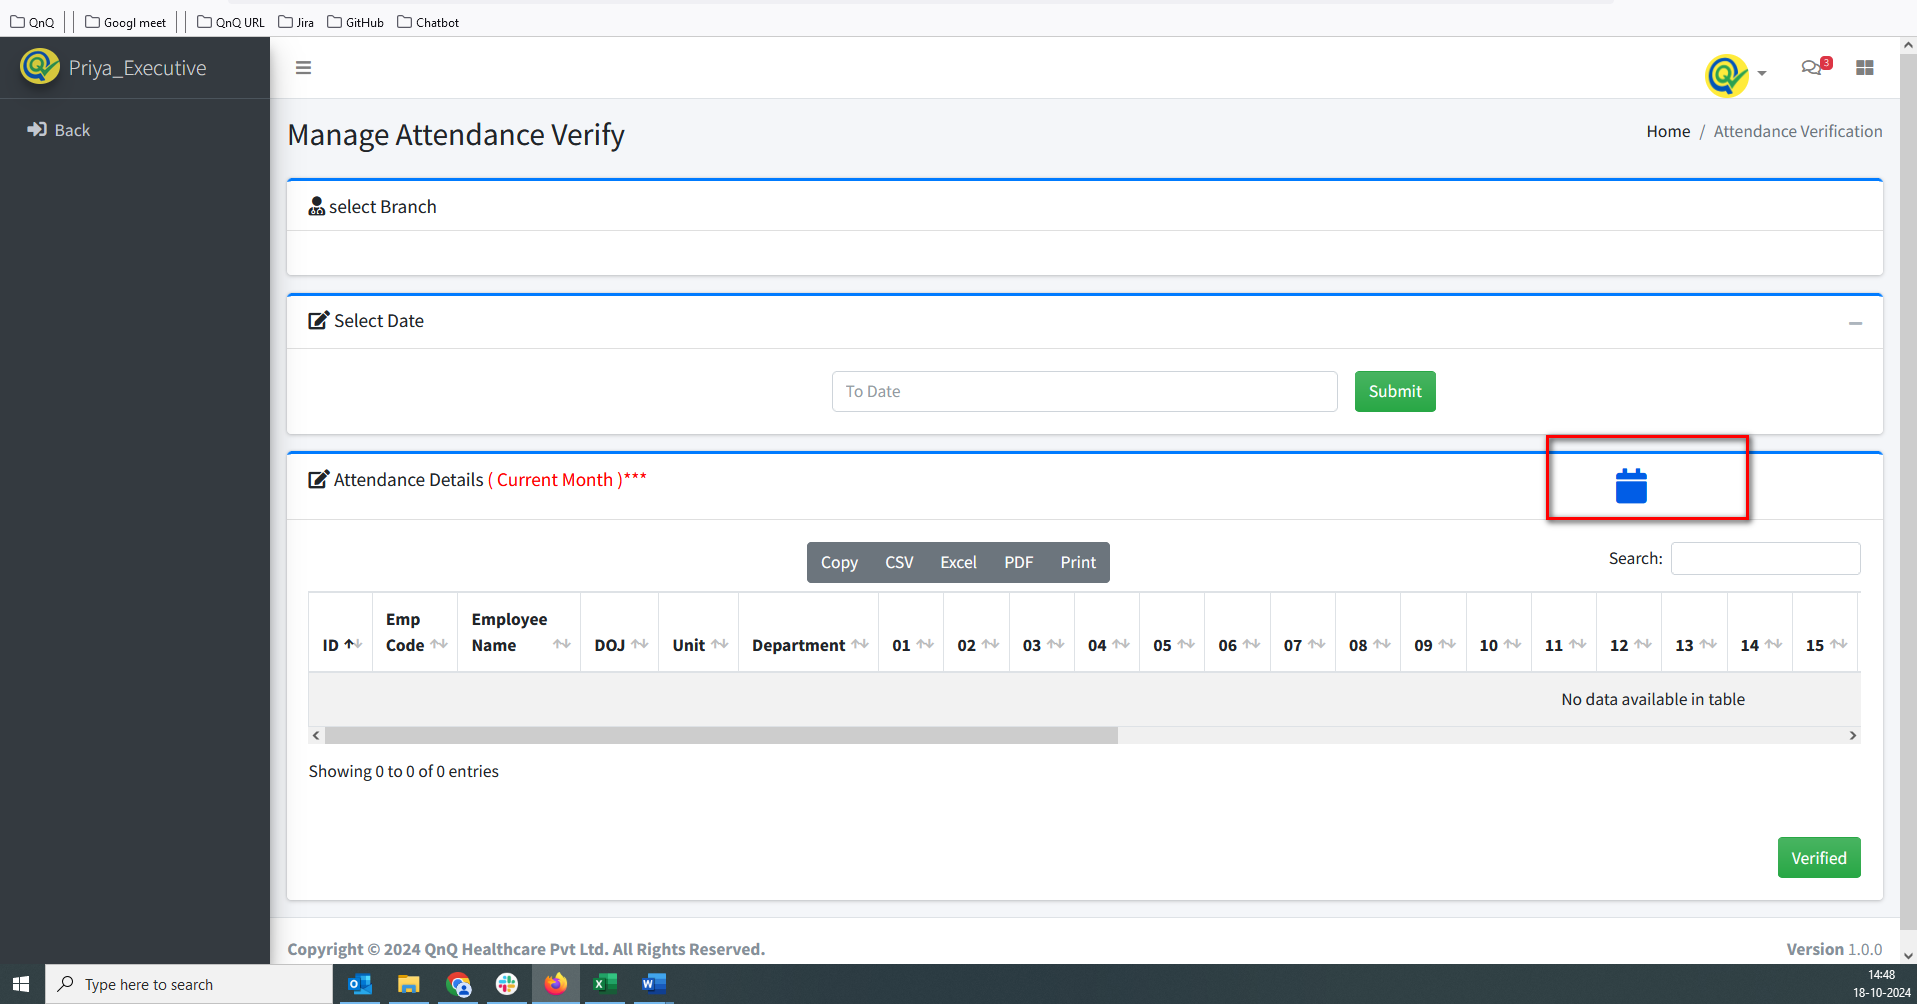 QnQ
Googl meet
QnQ URL
Jira
GitHub
Chatbot
Priya_Executive
3
Back
Manage Attendance Verify
Home / Attendance Verification
select Branch
Select Date
To Date
Submit
Attendance Details ( Current Month )***
Copy CSV Excel PDF Print
Search:
ID Emp Code Employee Name DOJ Unit Department 01 02 03 04 05 06 07 08 09 10 11 12 13 14 15
No data available in table
Showing 0 to 0 of 0 entries
Verified
Copyright © 2024 QnQ Healthcare Pvt Ltd. All Rights Reserved.
Version 1.0.0
Type here to search
14:48
18-10-2024